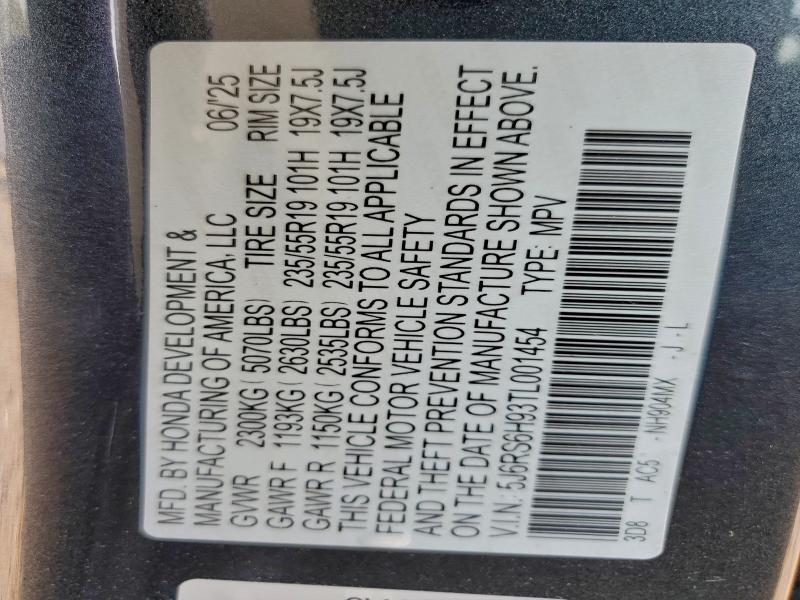 MFD. BY HONDA DEVELOPMENT &
MANUFACTURING OF AMERICA, LLC 06/'25
GVWR 2300KG ( 5070LBS) TIRE SIZE RIM SIZE
GAWR F 1193KG ( 2630LBS) 235/55R19 101H 19X7.5J
GAWR R 1150KG ( 2535LBS) 235/55R19 101H 19X7.5J
THIS VEHICLE CONFORMS TO ALL APPLICABLE
FEDERAL MOTOR VEHICLE SAFETY
AND THEFT PREVENTION STANDARDS IN EFFECT
ON THE DATE OF MANUFACTURE SHOWN ABOVE.
V.I.N: 5J6RS6H93TL001454 TYPE: MPV
3D8 T AC5 · NH904MX · J - L